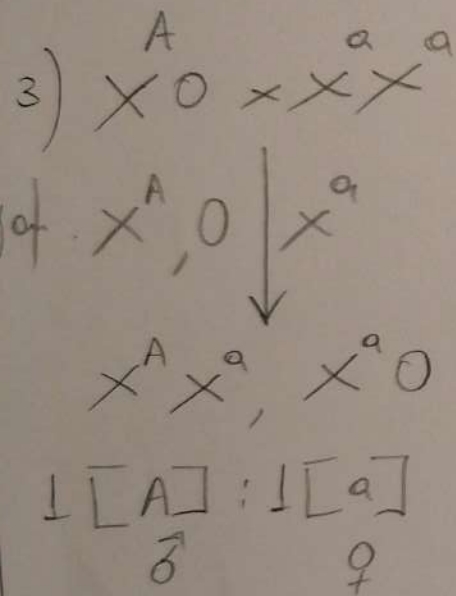 3) X^A O × X^a X^a
X^A, O | X^a
X^A X^a, X^a O
1 [A] : 1 [a]
♂ ♀